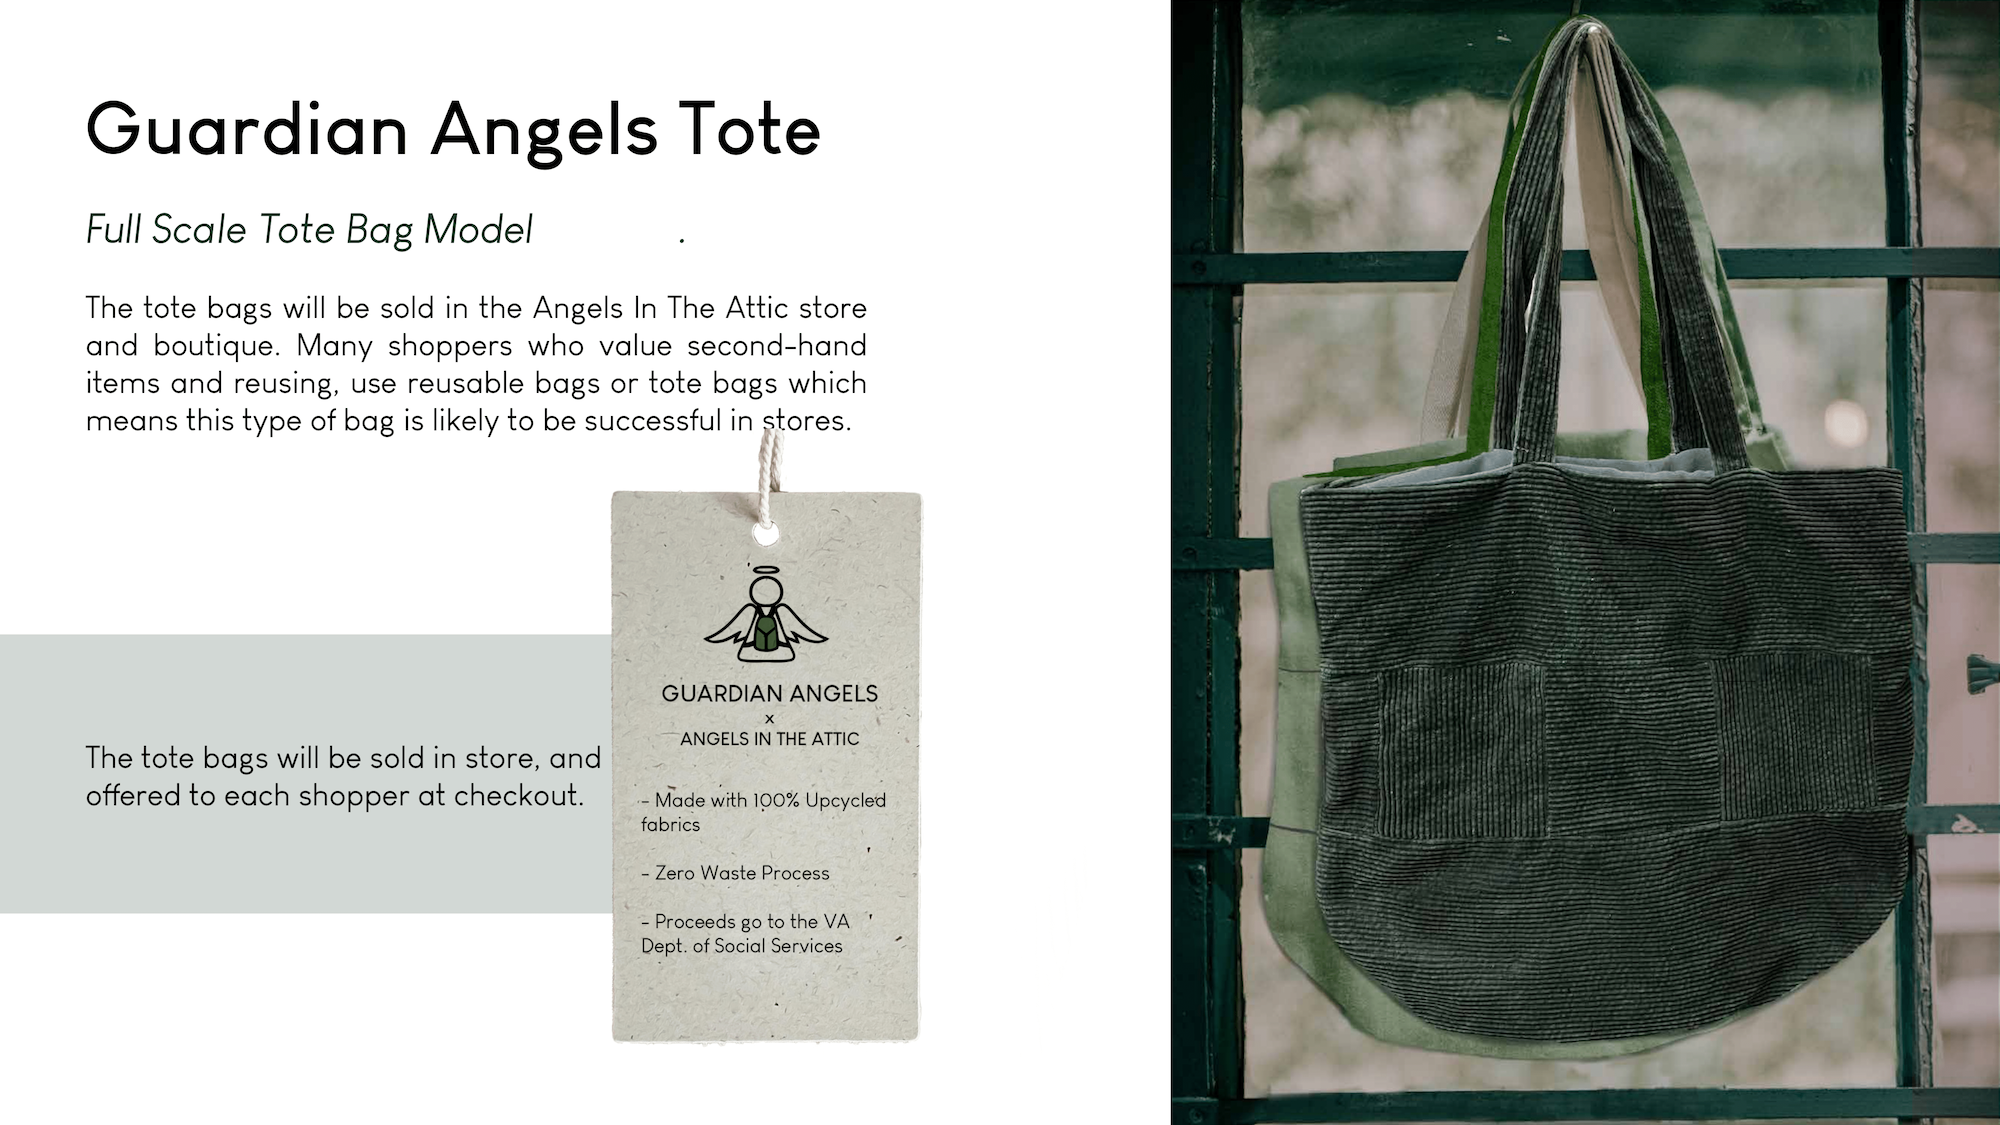 Guardian Angels Tote
Full Scale Tote Bag Model .
The tote bags will be sold in the Angels In The Attic store
and boutique. Many shoppers who value second-hand
items and reusing, use reusable bags or tote bags which
means this type of bag is likely to be successful in stores.
The tote bags will be sold in store, and
offered to each shopper at checkout.
GUARDIAN ANGELS
x
ANGELS IN THE ATTIC
- Made with 100% Upcycled
fabrics
- Zero Waste Process
- Proceeds go to the VA
Dept. of Social Services